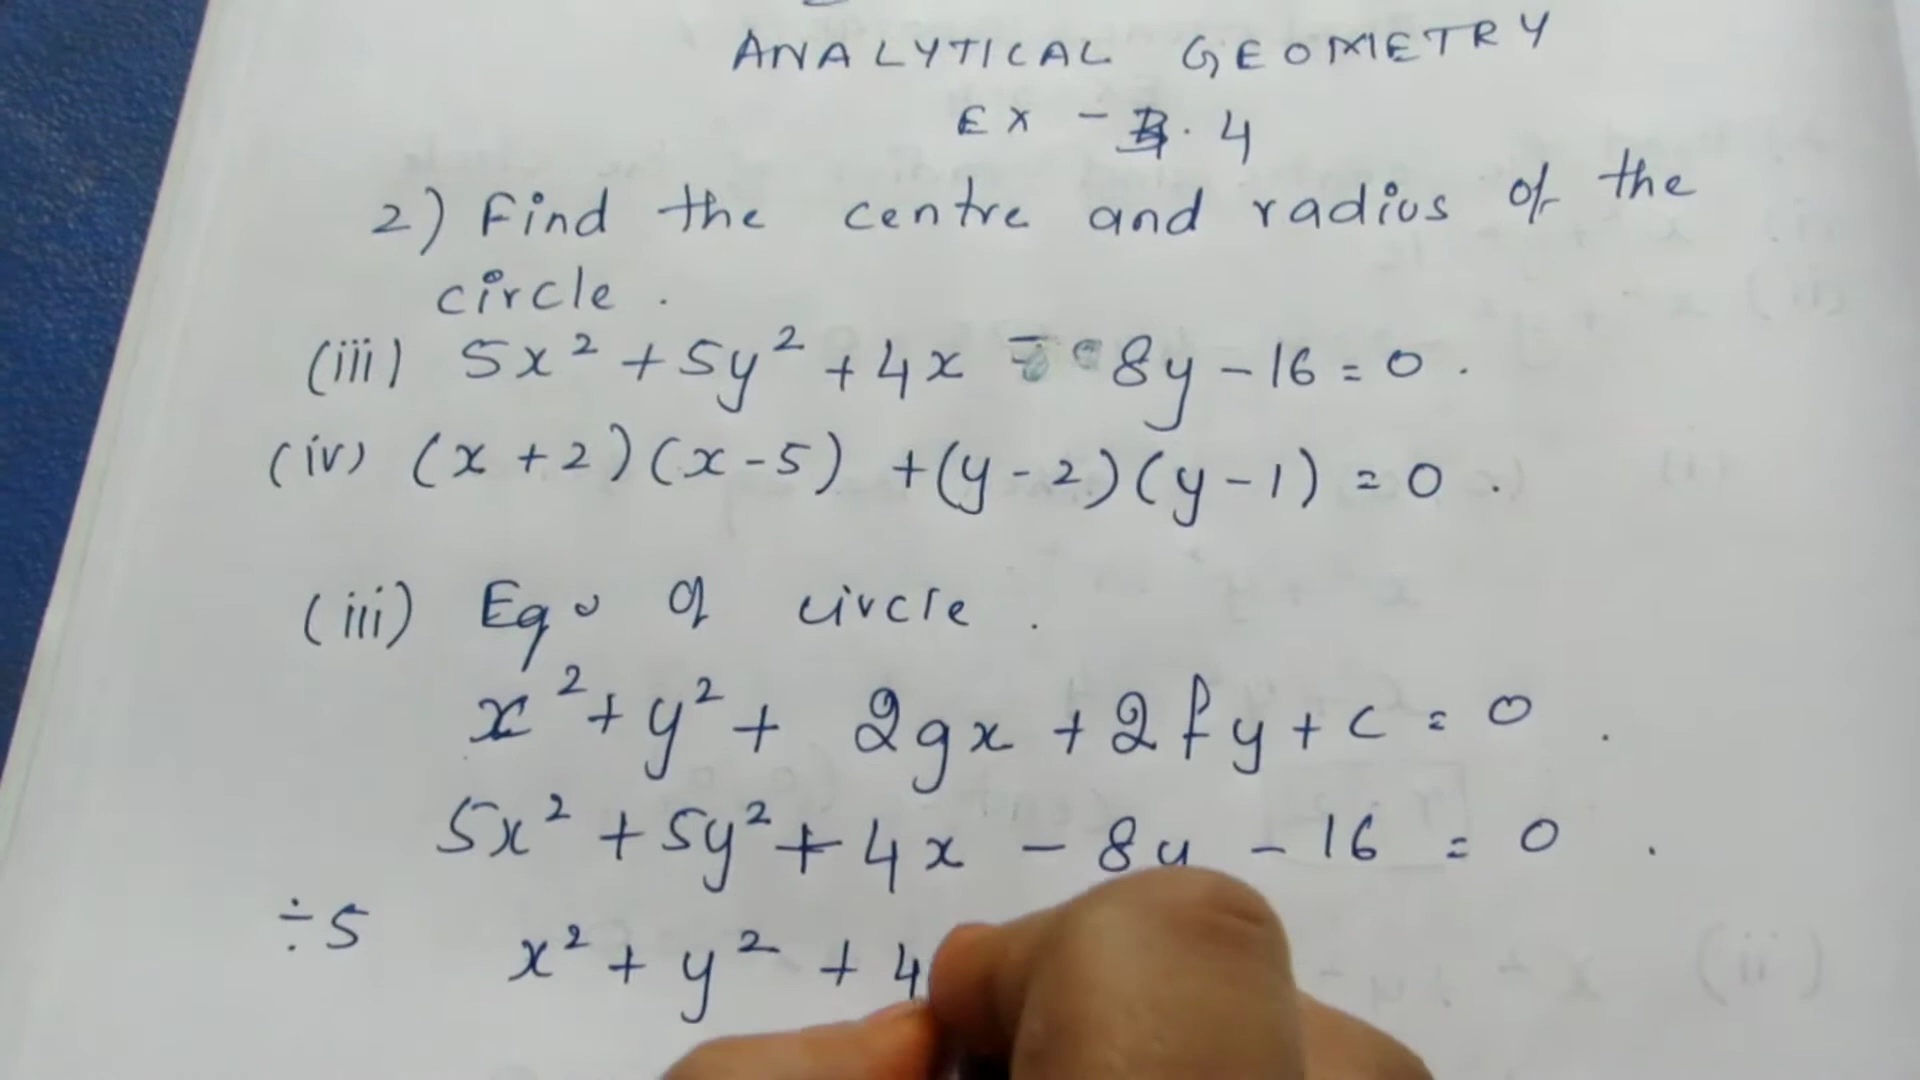 ANALYTICAL GEOMETRY
EX - 3.4
2) Find the centre and radius of the
circle.
(iii) 5x² + 5y² + 4x - 8y - 16 = 0.
(iv) (x + 2)(x - 5) + (y - 2)(y - 1) = 0.
(iii) Eqn of circle.
x² + y² + 2gx + 2fy + c = 0.
5x² + 5y² + 4x - 8y - 16 = 0.
÷5 x² + y² + 4